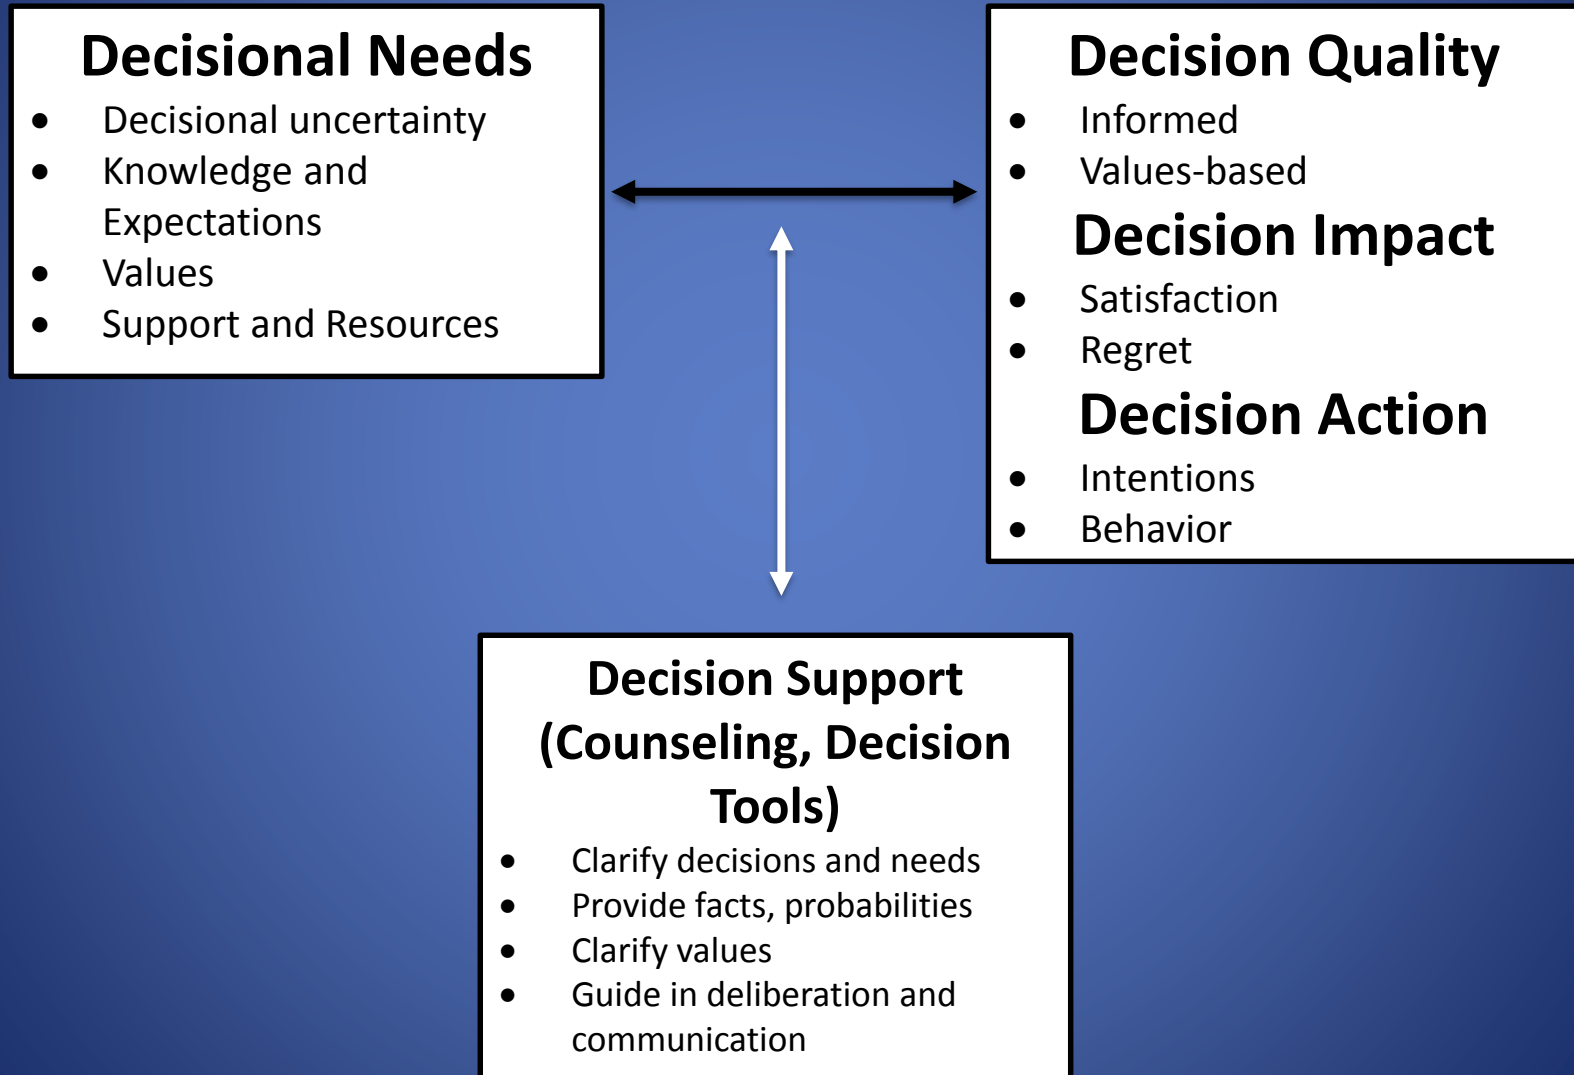 Decisional Needs
• Decisional uncertainty
• Knowledge and
Expectations
• Values
• Support and Resources
Decision Quality
• Informed
• Values-based
Decision Impact
• Satisfaction
• Regret
Decision Action
• Intentions
• Behavior
Decision Support
(Counseling, Decision
Tools)
• Clarify decisions and needs
• Provide facts, probabilities
• Clarify values
• Guide in deliberation and
communication